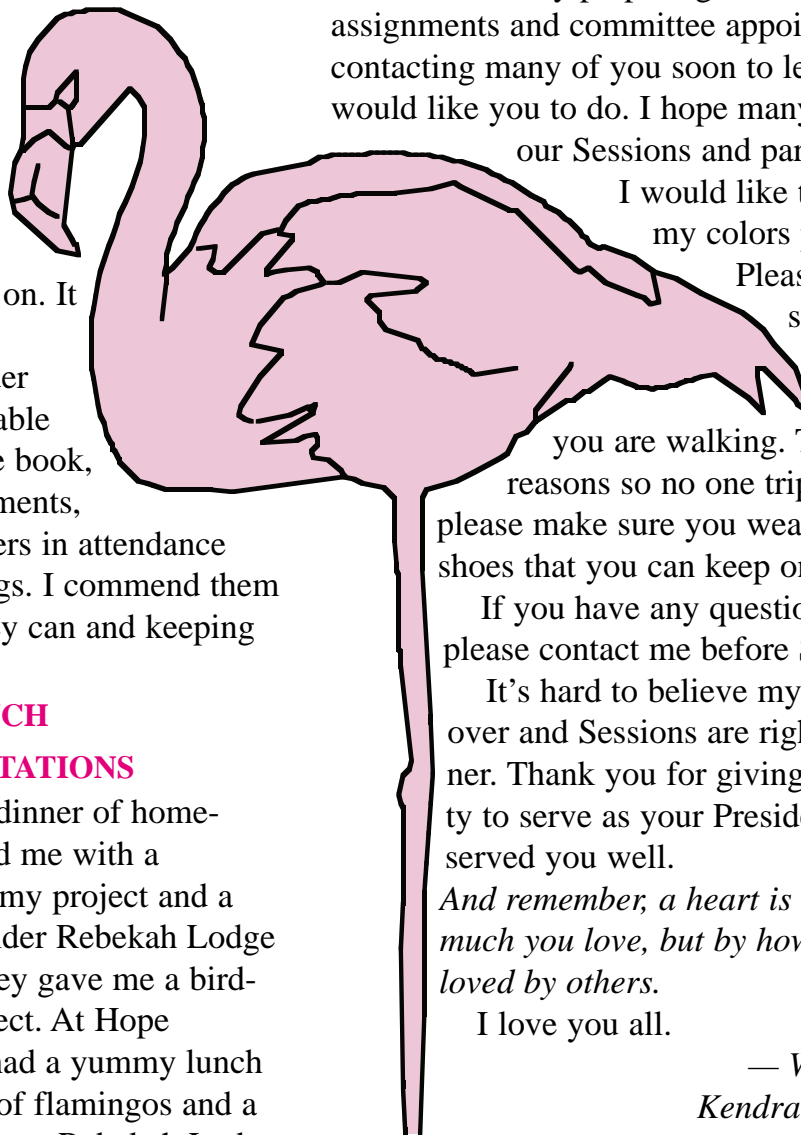 on. It
er
able
e book,
ments,
ers in attendance
gs. I commend them
y can and keeping
CH
TATIONS
dinner of home-
d me with a
my project and a
nder Rebekah Lodge
ey gave me a bird-
ect. At Hope
had a yummy lunch
of flamingos and a
preparing
assignments and committee appoi
contacting many of you soon to le
would like you to do. I hope many
our Sessions and par
I would like t
my colors
Pleas
s
you are walking. T
reasons so no one trip
please make sure you wea
shoes that you can keep on
If you have any questio
please contact me before S
It's hard to believe my
over and Sessions are righ
ner. Thank you for giving
ty to serve as your Preside
served you well.
And remember, a heart is
much you love, but by how
loved by others.
I love you all.
— W
Kendra